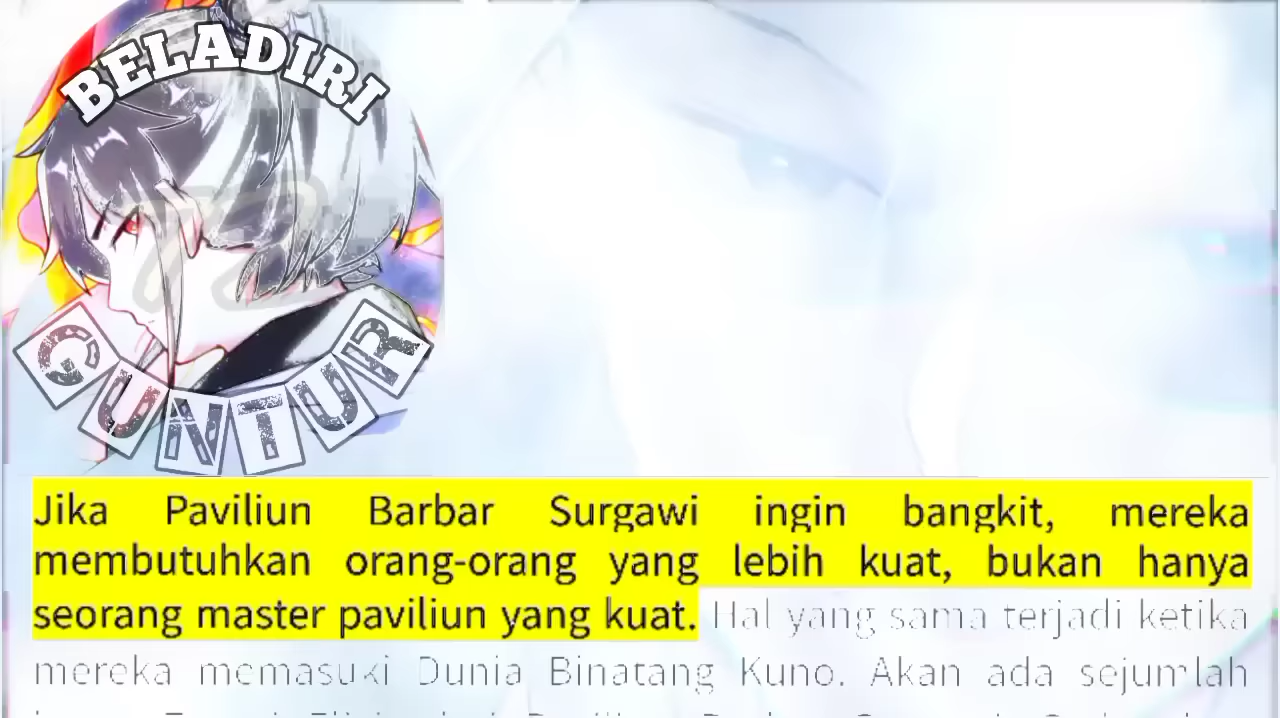 BELADIRI
GUNTUR
Jika Paviliun Barbar Surgawi ingin bangkit, mereka
membutuhkan orang-orang yang lebih kuat, bukan hanya
seorang master paviliun yang kuat. Hal yang sama terjadi ketika
mereka memasuki Dunia Binatang Kuno. Akan ada sejumlah